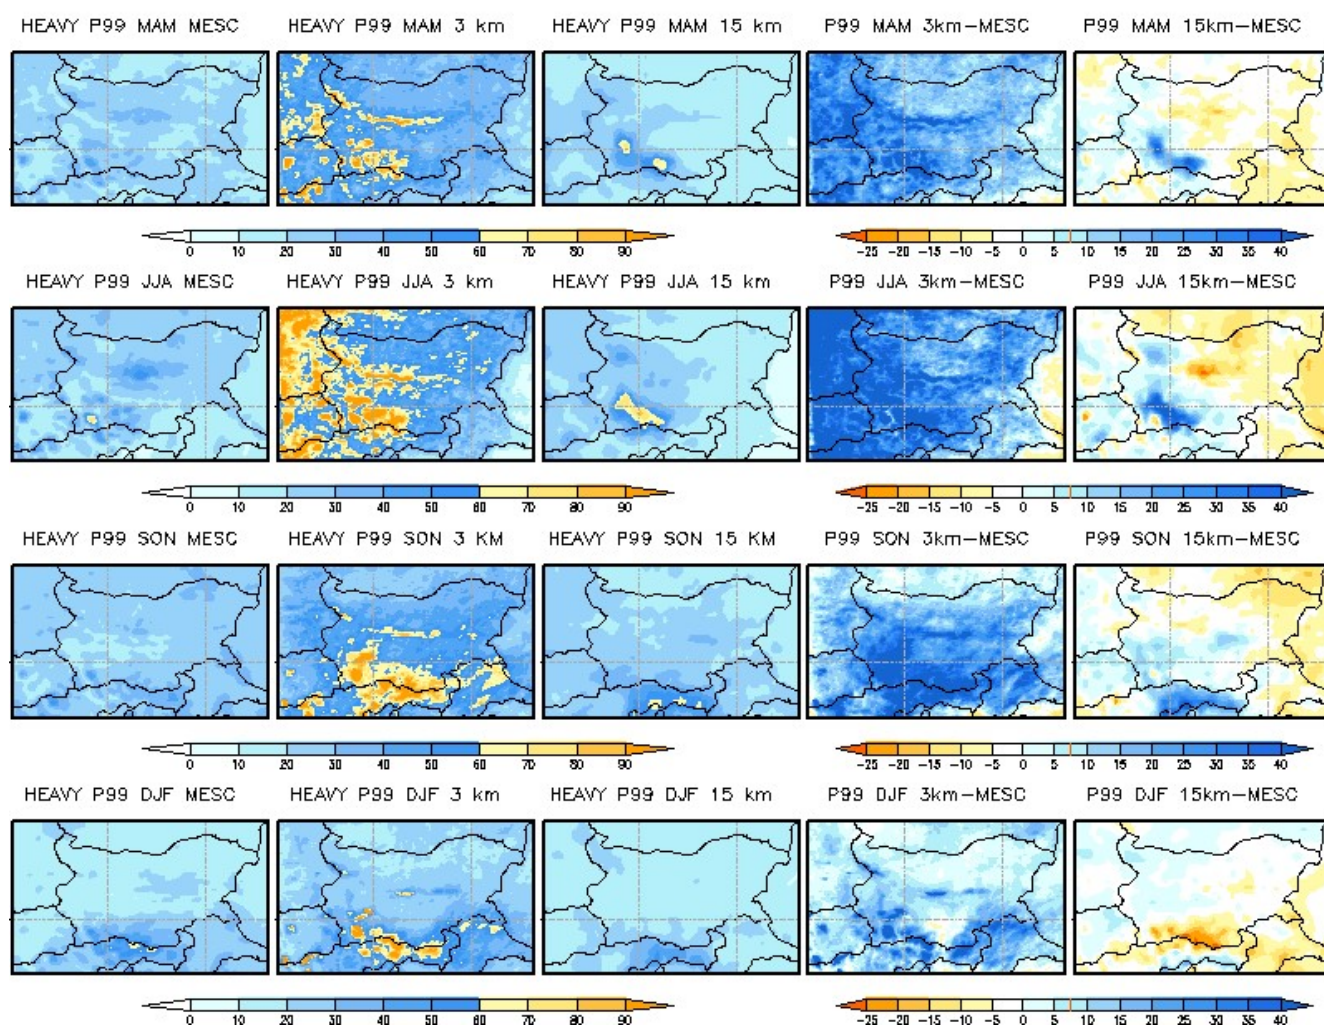 HEAVY P99 MAM MESC HEAVY P99 MAM 3 km HEAVY P99 MAM 15 km P99 MAM 3km-MESC P99 MAM 15km-MESC
0 10 20 30 40 50 60 70 80 90 -25 -20 -15 -10 -5 0 5 10 15 20 25 30 35 40
HEAVY P99 JJA MESC HEAVY P99 JJA 3 km HEAVY P99 JJA 15 km P99 JJA 3km-MESC P99 JJA 15km-MESC
0 10 20 30 40 50 60 70 80 90 -25 -20 -15 -10 -5 0 5 10 15 20 25 30 35 40
HEAVY P99 SON MESC HEAVY P99 SON 3 KM HEAVY P99 SON 15 KM P99 SON 3km-MESC P99 SON 15km-MESC
0 10 20 30 40 50 60 70 80 90 -25 -20 -15 -10 -5 0 5 10 15 20 25 30 35 40
HEAVY P99 DJF MESC HEAVY P99 DJF 3 km HEAVY P99 DJF 15 km P99 DJF 3km-MESC P99 DJF 15km-MESC
0 10 20 30 40 50 60 70 80 90 -25 -20 -15 -10 -5 0 5 10 15 20 25 30 35 40